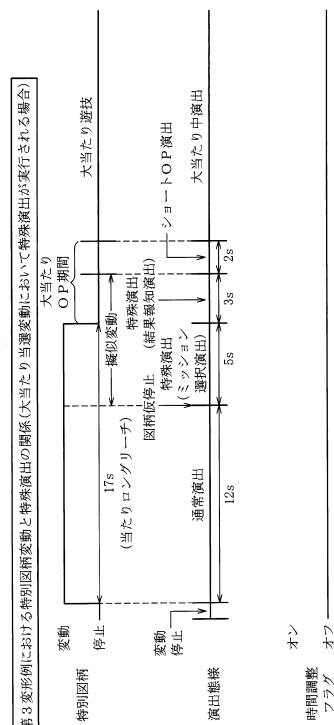 第3変形例における特別図柄変動と特殊演出の関係(大当たり当選変動において特殊演出が実行される場合)
大当たり
OP期間
変動
特別図柄
停止
17s
(当たりロングリーチ)
擬似変動
大当たり遊技
図柄仮停止
変動
停止
特殊演出
(ミッション
選択演出)
特殊演出
(結果報知演出)
ショートOP演出
演出態様
通常演出
大当たり中演出
12s
5s
3s
2s
オン
時間調整
フラグ
オフ